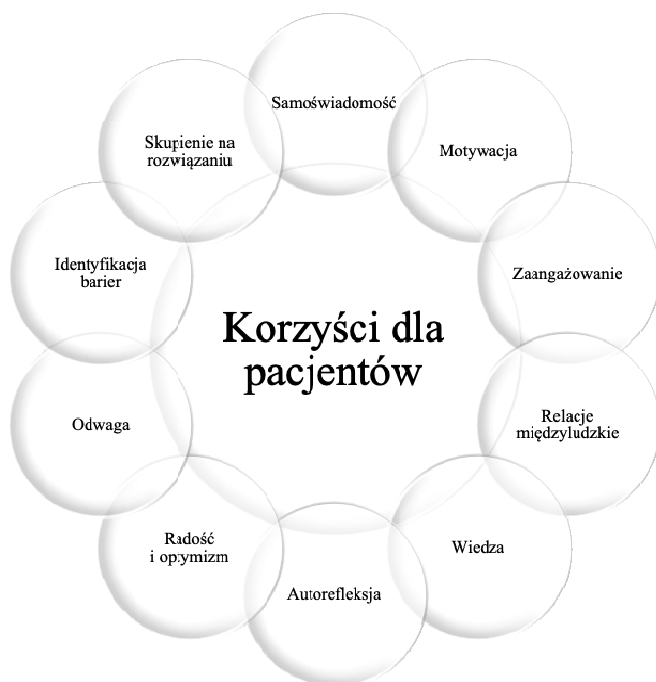 Samoświadomość
Motywacja
Zaangażowanie
Relacje
międzyludzkie
Wiedza
Autorefleksja
Radość
i optymizm
Odwaga
Identyfikacja
barier
Skupienie na
rozwiązaniu
Korzyści dla
pacjentów